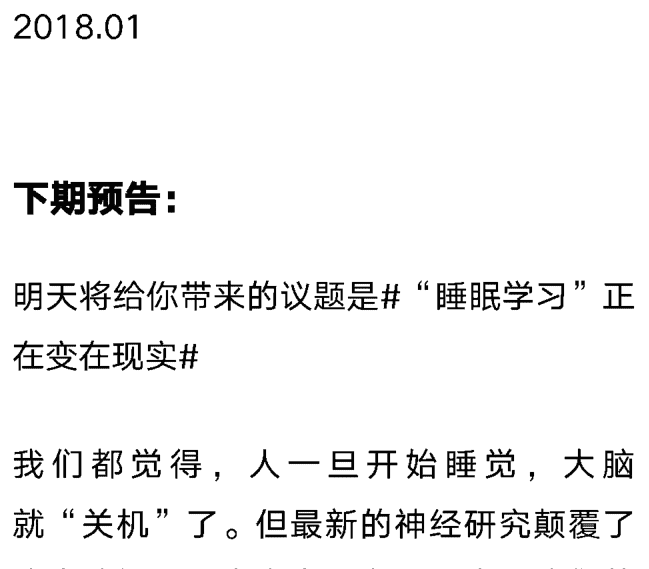 2018.01
下期预告：
明天将给你带来的议题是#“睡眠学习”正
在变在现实#
我们都觉得，人一旦开始睡觉，大脑
就“关机”了。但最新的神经研究颠覆了